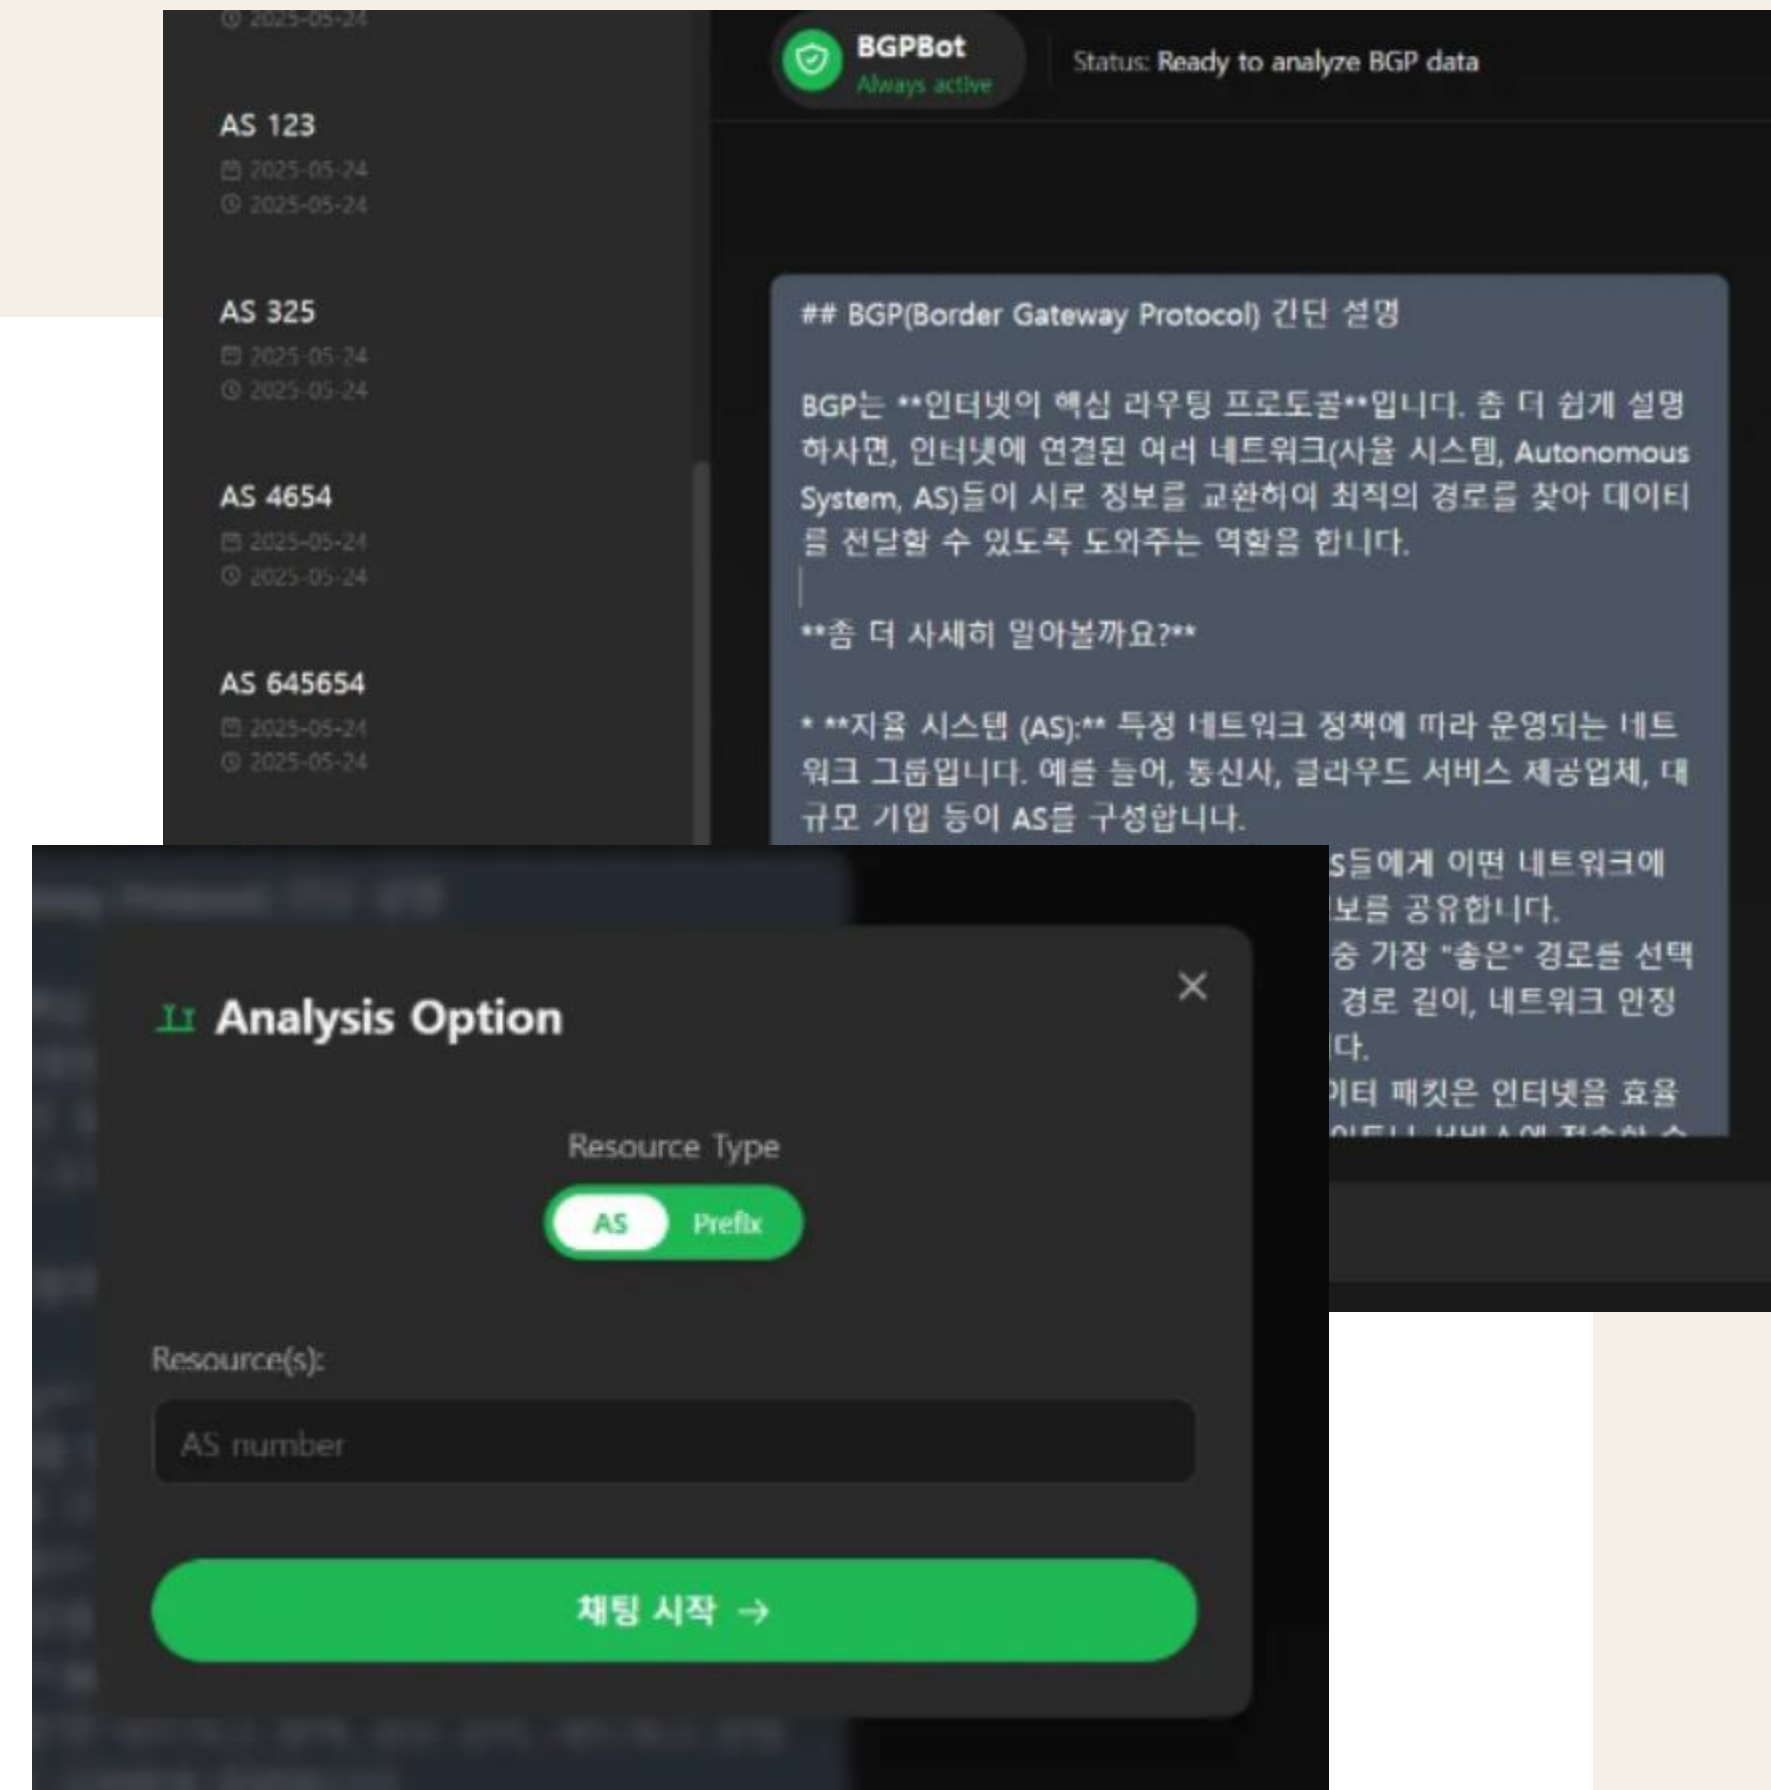 2025-05-24
AS 123
2025-05-24
2025-05-24
AS 325
2025-05-24
2025-05-24
AS 4654
2025-05-24
2025-05-24
AS 645654
2025-05-24
2025-05-24
BGPBot
Always active
Status: Ready to analyze BGP data
## BGP(Border Gateway Protocol) 간단 설명
BGP는 **인터넷의 핵심 라우팅 프로토콜**입니다. 좀 더 쉽게 설명
하자면, 인터넷에 연결된 여러 네트워크(자율 시스템, Autonomous
System, AS)들이 서로 정보를 교환하여 최적의 경로를 찾아 데이터
를 전달할 수 있도록 도와주는 역할을 합니다.
**좀 더 자세히 알아볼까요?**
* **자율 시스템 (AS):** 특정 네트워크 정책에 따라 운영되는 네트
워크 그룹입니다. 예를 들어, 통신사, 클라우드 서비스 제공업체, 대
규모 기업 등이 AS를 구성합니다.
S들에게 이떤 네트워크에
보를 공유합니다.
중 가장 "좋은" 경로를 선택
경로 길이, 네트워크 안정
다.
이터 패킷은 인터넷을 효율
Analysis Option
Resource Type
AS Prefix
Resource(s):
AS number
채팅 시작 →